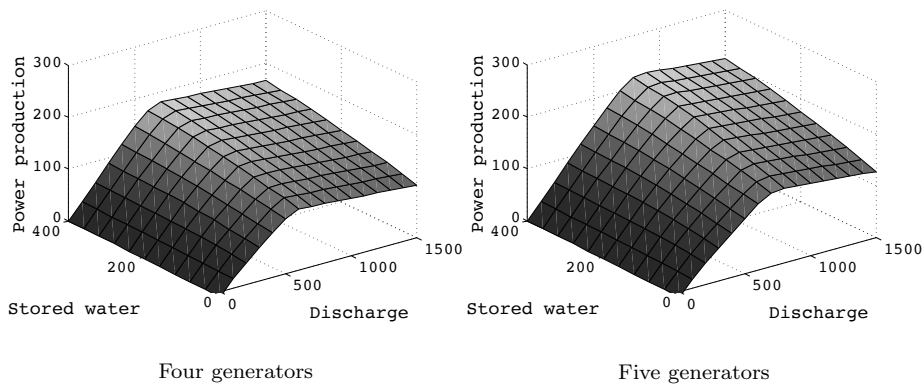 Power production
300
200
100
0
400
200
0
Stored water
0
500
1000
1500
Discharge
Four generators
Power production
300
200
100
0
400
200
0
Stored water
0
500
1000
1500
Discharge
Five generators